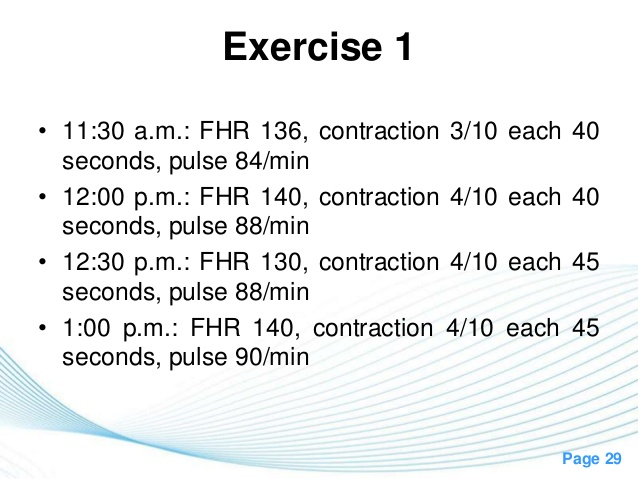 Exercise 1
• 11:30 a.m.: FHR 136, contraction 3/10 each 40
seconds, pulse 84/min
• 12:00 p.m.: FHR 140, contraction 4/10 each 40
seconds, pulse 88/min
• 12:30 p.m.: FHR 130, contraction 4/10 each 45
seconds, pulse 88/min
• 1:00 p.m.: FHR 140, contraction 4/10 each 45
seconds, pulse 90/min
Page 29